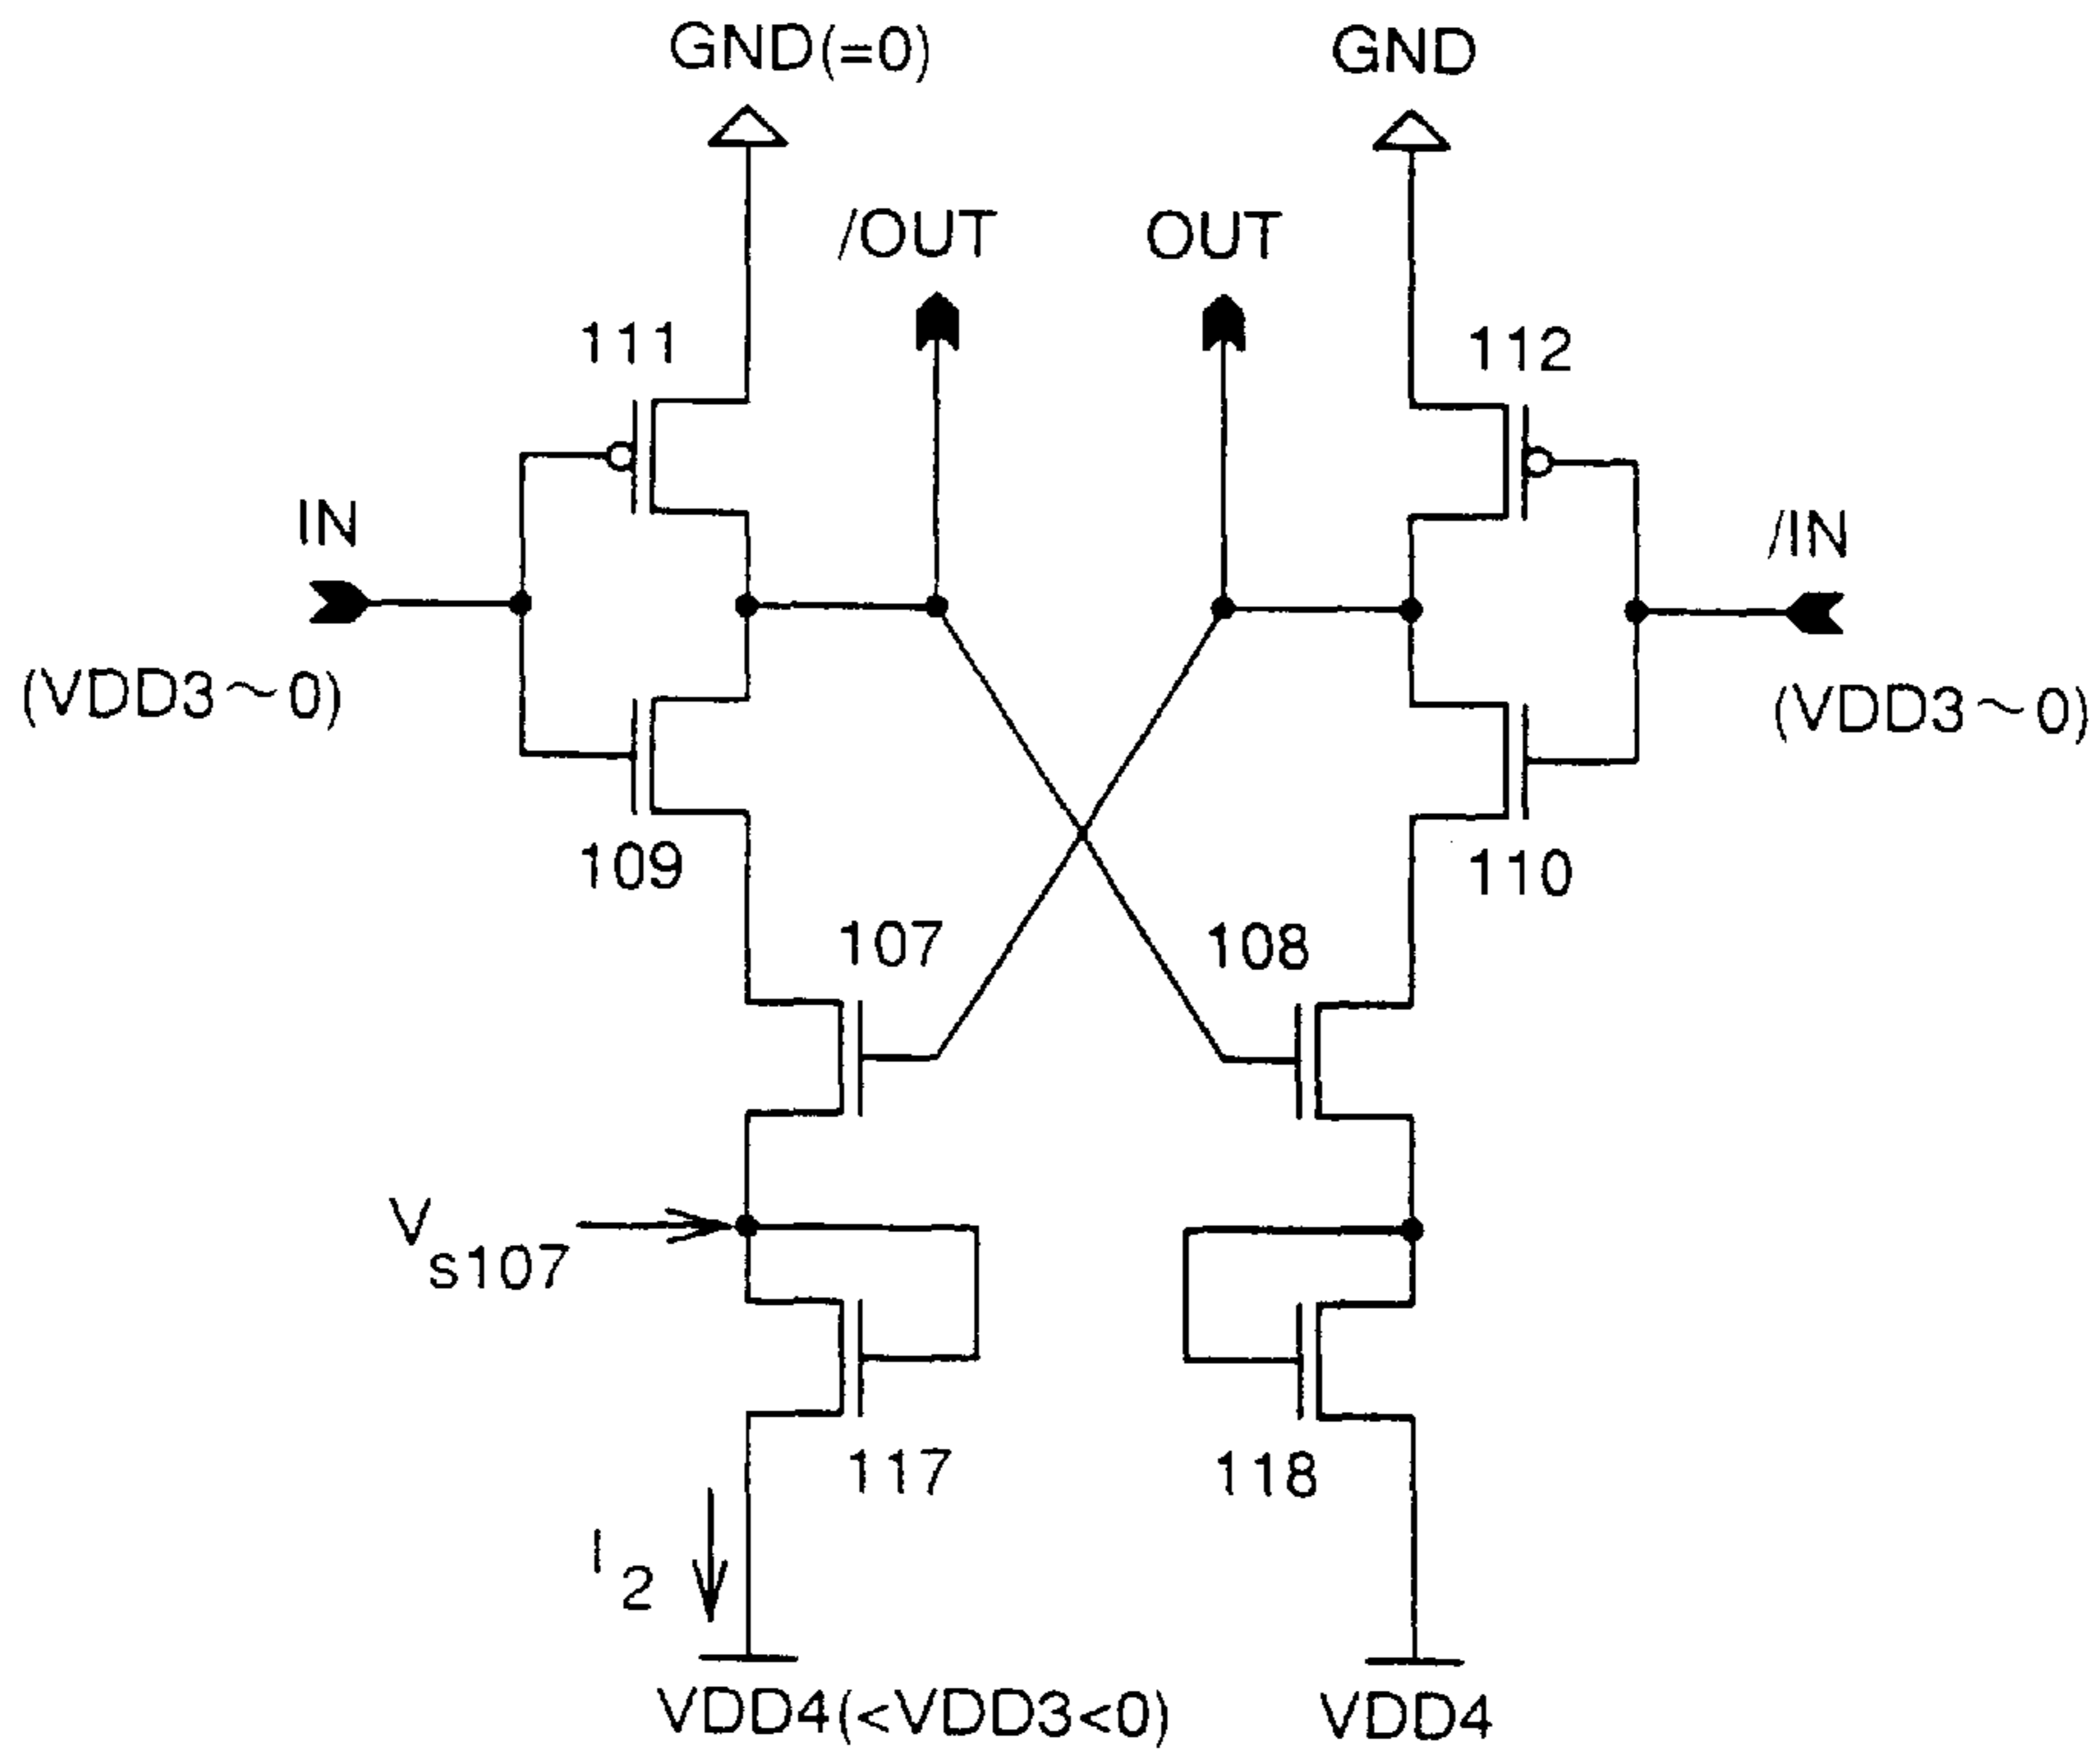 GND(=0)
GND
/OUT
OUT
111
112
IN
/IN
(VDD3～0)
(VDD3～0)
109
110
107
108
Vs107
117
118
I2
VDD4(<VDD3<0)
VDD4